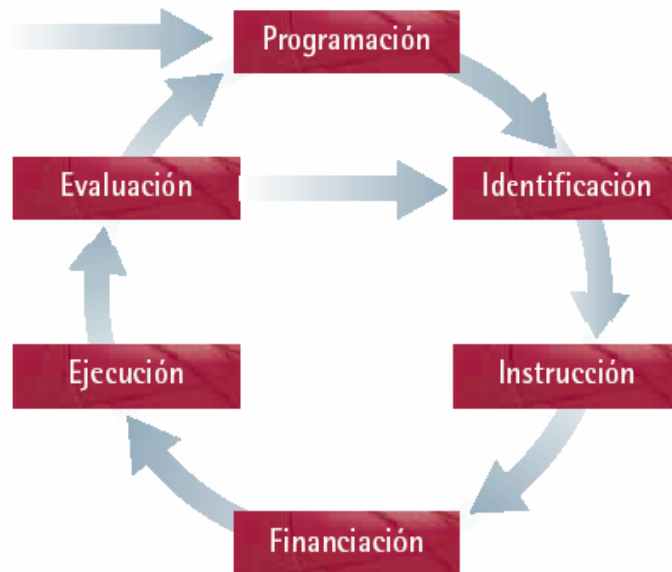 Programación
Evaluación
Identificación
Ejecución
Instrucción
Financiación